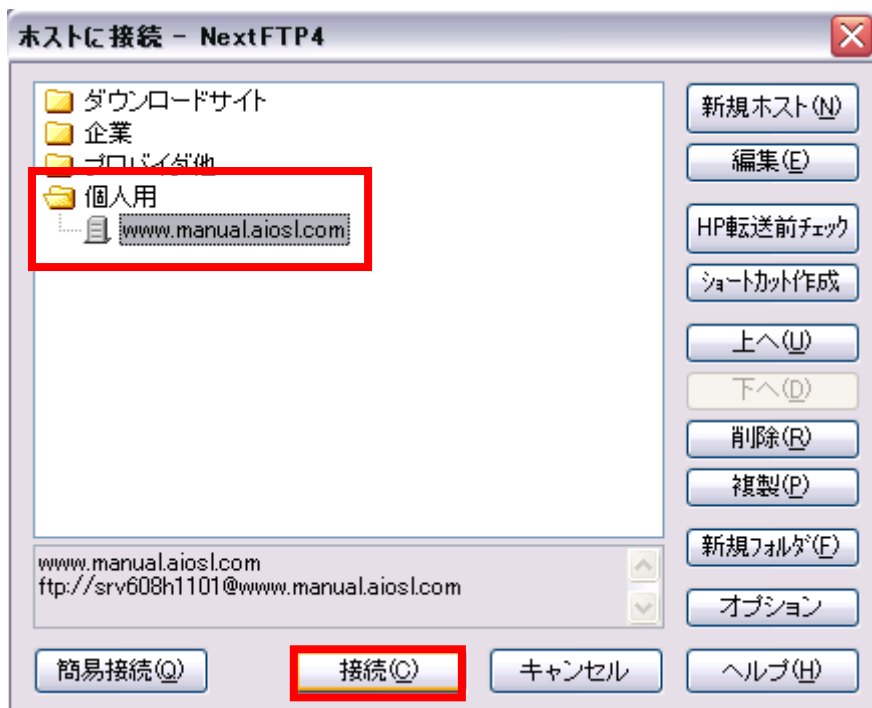 ホストに接続 - NextFTP4
ダウンロードサイト
企業
プロバイダ他
個人用
www.manual.aiosl.com
www.manual.aiosl.com
ftp://srv608h1101@www.manual.aiosl.com
新規ホスト(N)
編集(E)
HP転送前チェック
ショートカット作成
上へ(U)
下へ(D)
削除(R)
複製(P)
新規フォルダ(F)
オプション
簡易接続(Q)
接続(C)
キャンセル
ヘルプ(H)